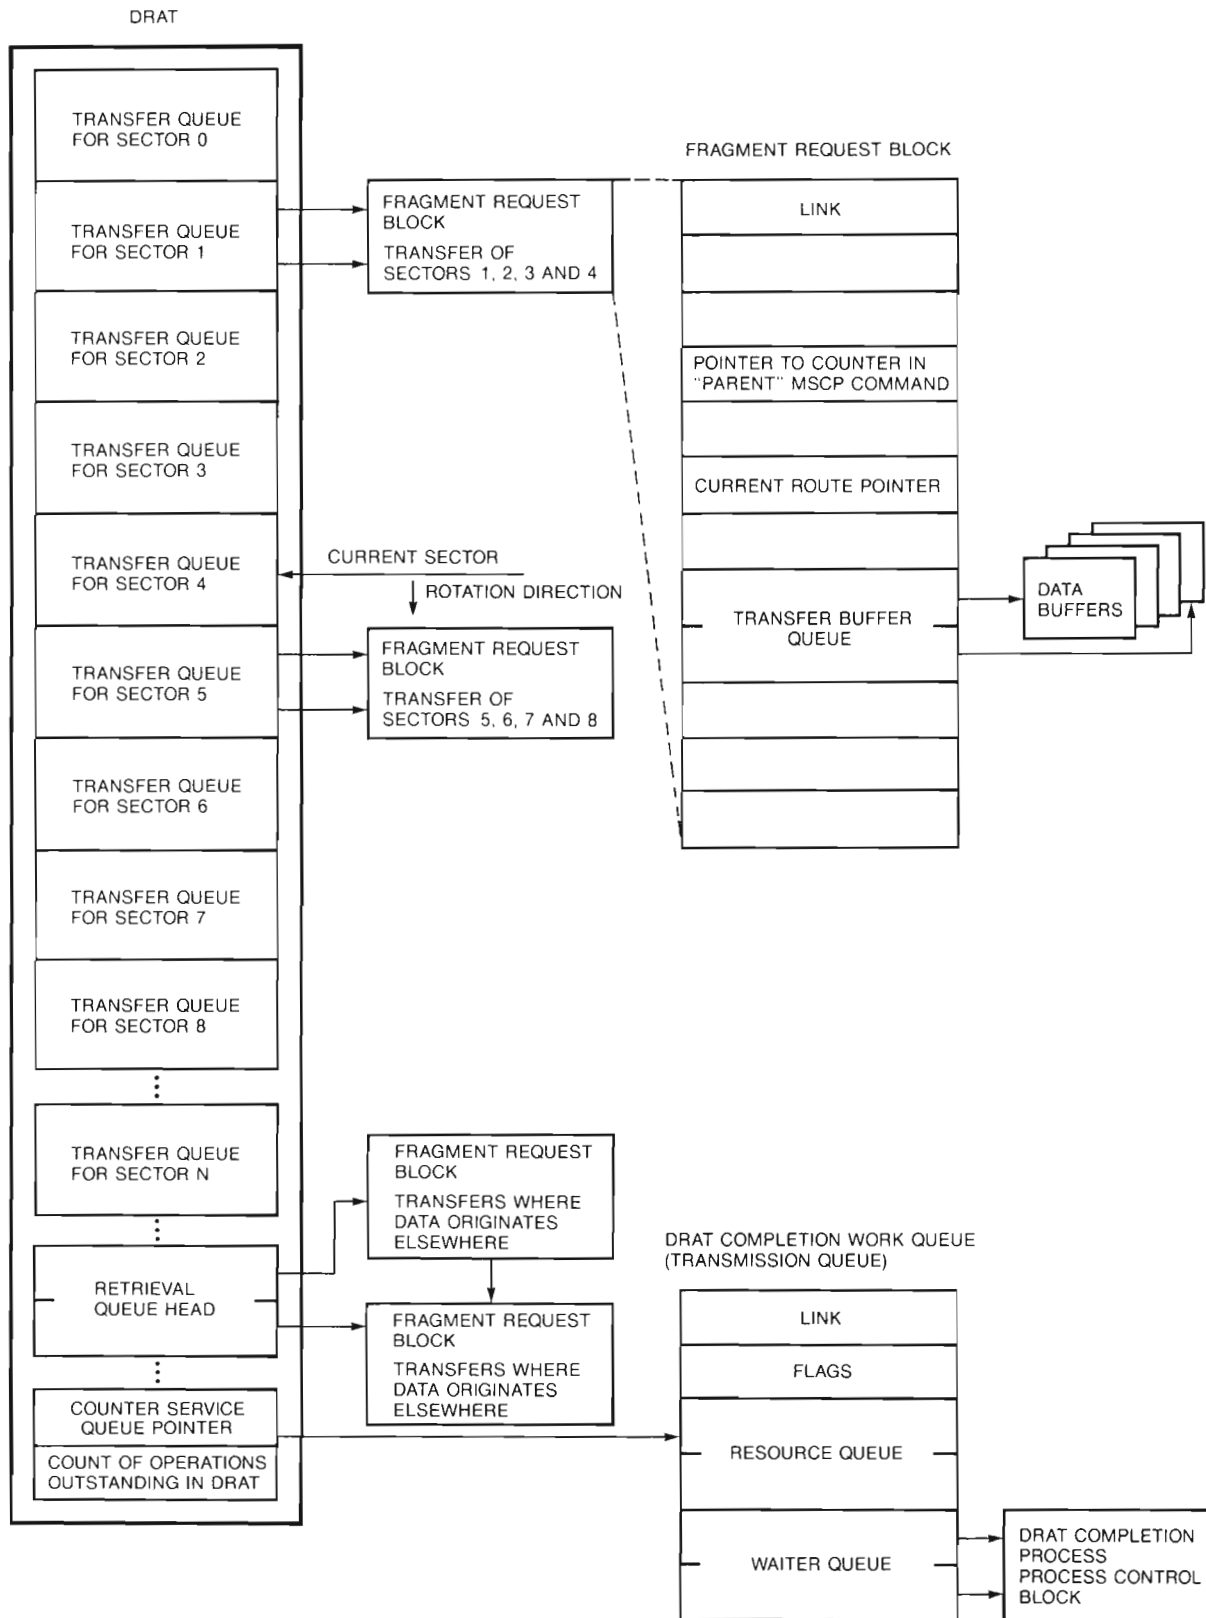 DRAT
TRANSFER QUEUE
FOR SECTOR 0
TRANSFER QUEUE
FOR SECTOR 1
TRANSFER QUEUE
FOR SECTOR 2
TRANSFER QUEUE
FOR SECTOR 3
TRANSFER QUEUE
FOR SECTOR 4
TRANSFER QUEUE
FOR SECTOR 5
TRANSFER QUEUE
FOR SECTOR 6
TRANSFER QUEUE
FOR SECTOR 7
TRANSFER QUEUE
FOR SECTOR 8
TRANSFER QUEUE
FOR SECTOR N
RETRIEVAL
QUEUE HEAD
COUNTER SERVICE
QUEUE POINTER
COUNT OF OPERATIONS
OUTSTANDING IN DRAT
FRAGMENT REQUEST
BLOCK
TRANSFER OF
SECTORS 1, 2, 3 AND 4
CURRENT SECTOR
ROTATION DIRECTION
FRAGMENT REQUEST
BLOCK
TRANSFER OF
SECTORS 5, 6, 7 AND 8
FRAGMENT REQUEST
BLOCK
TRANSFERS WHERE
DATA ORIGINATES
ELSEWHERE
FRAGMENT REQUEST
BLOCK
TRANSFERS WHERE
DATA ORIGINATES
ELSEWHERE
FRAGMENT REQUEST BLOCK
LINK
POINTER TO COUNTER IN
"PARENT" MSCP COMMAND
CURRENT ROUTE POINTER
TRANSFER BUFFER
QUEUE
DATA
BUFFERS
DRAT COMPLETION WORK QUEUE
(TRANSMISSION QUEUE)
LINK
FLAGS
RESOURCE QUEUE
WAITER QUEUE
DRAT COMPLETION
PROCESS
PROCESS CONTROL
BLOCK